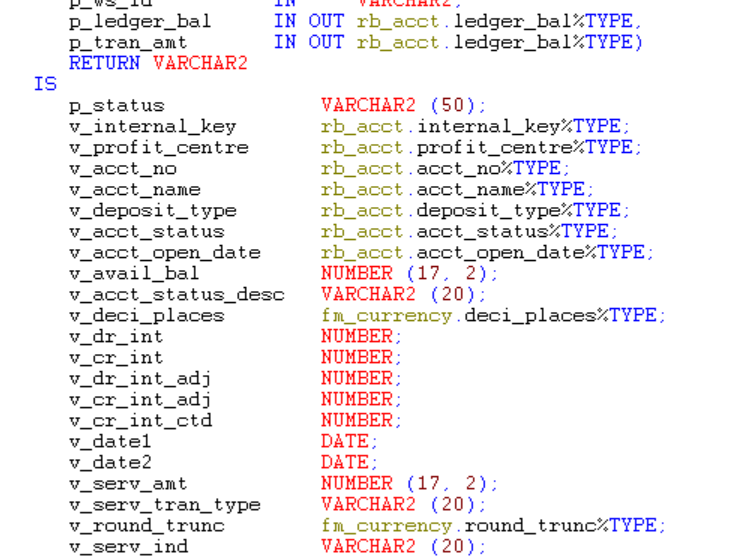 p_ws_id IN VARCHAR2,
p_ledger_bal IN OUT rb_acct.ledger_bal%TYPE,
p_tran_amt IN OUT rb_acct.ledger_bal%TYPE)
RETURN VARCHAR2
IS
p_status VARCHAR2 (50);
v_internal_key rb_acct.internal_key%TYPE;
v_profit_centre rb_acct.profit_centre%TYPE;
v_acct_no rb_acct.acct_no%TYPE;
v_acct_name rb_acct.acct_name%TYPE;
v_deposit_type rb_acct.deposit_type%TYPE;
v_acct_status rb_acct.acct_status%TYPE;
v_acct_open_date rb_acct.acct_open_date%TYPE;
v_avail_bal NUMBER (17, 2);
v_acct_status_desc VARCHAR2 (20);
v_deci_places fm_currency.deci_places%TYPE;
v_dr_int NUMBER;
v_cr_int NUMBER;
v_dr_int_adj NUMBER;
v_cr_int_adj NUMBER;
v_cr_int_ctd NUMBER;
v_date1 DATE;
v_date2 DATE;
v_serv_amt NUMBER (17, 2);
v_serv_tran_type VARCHAR2 (20);
v_round_trunc fm_currency.round_trunc%TYPE;
v_serv_ind VARCHAR2 (20);